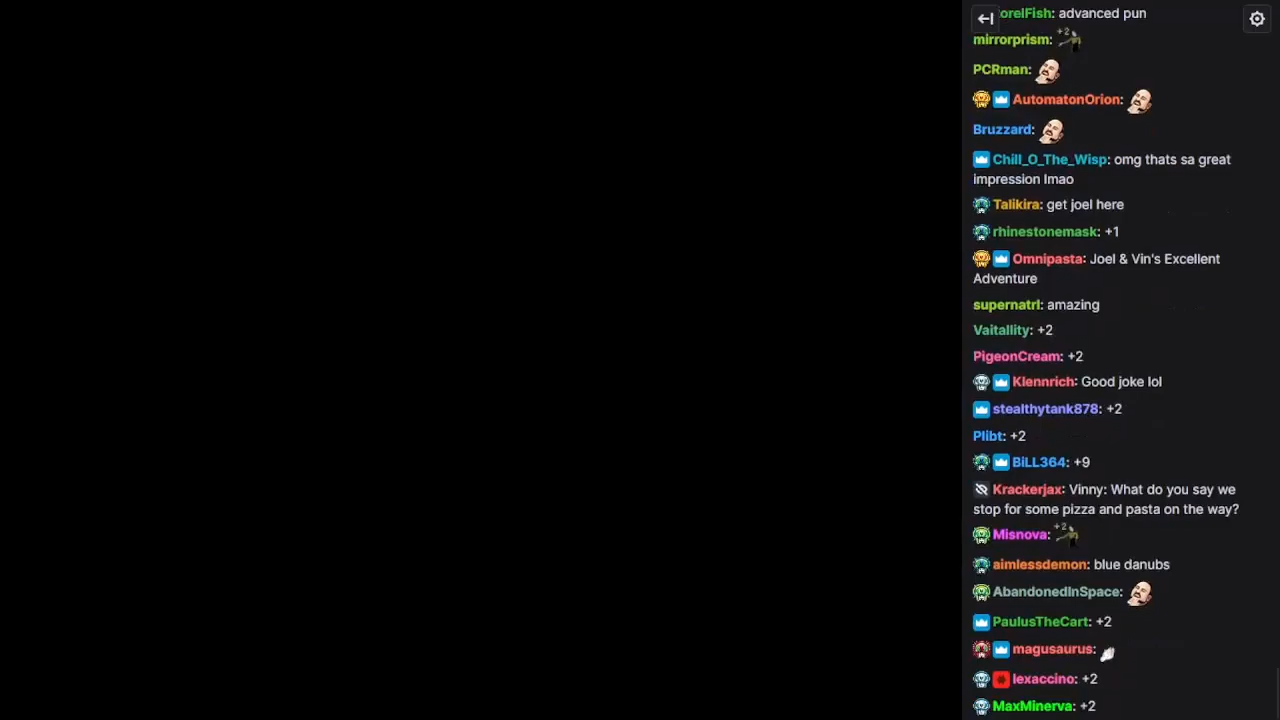 orelFish: advanced pun
mirrorprism: +2
PCRman:
AutomatonOrion:
Bruzzard:
Chill_O_The_Wisp: omg thats sa great
impression lmao
Talikira: get joel here
rhinestonemask: +1
Omnipasta: Joel & Vin's Excellent
Adventure
supernatrl: amazing
Vaitallity: +2
PigeonCream: +2
Klennrich: Good joke lol
stealthytank878: +2
Plibt: +2
BiLL364: +9
Krackerjax: Vinny: What do you say we
stop for some pizza and pasta on the way?
Misnova: +2
aimlessdemon: blue danubs
AbandonedInSpace:
PaulusTheCart: +2
magusaurus:
lexaccino: +2
MaxMinerva: +2